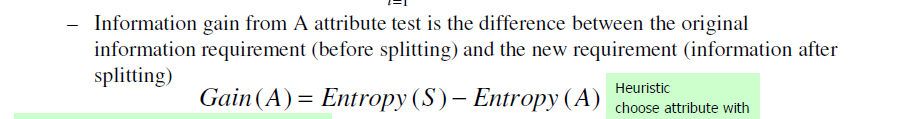 – Information gain from A attribute test is the difference between the original
information requirement (before splitting) and the new requirement (information after
splitting)
Gain(A) = Entropy(S) – Entropy(A)
Heuristic
choose attribute with